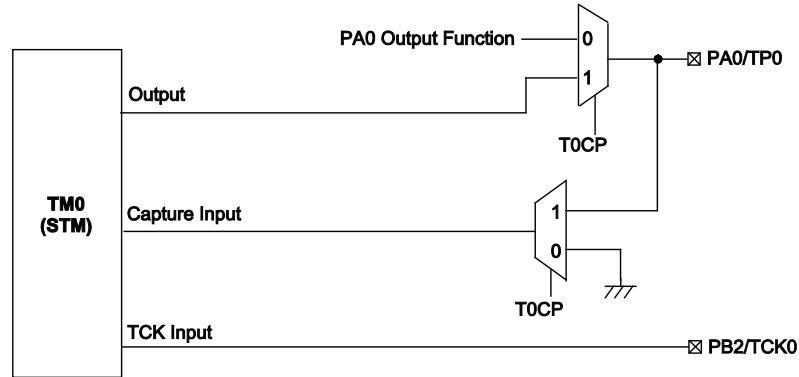 PA0 Output Function
0
1
PA0/TP0
Output
T0CP
TM0
(STM)
Capture Input
1
0
T0CP
TCK Input
PB2/TCK0